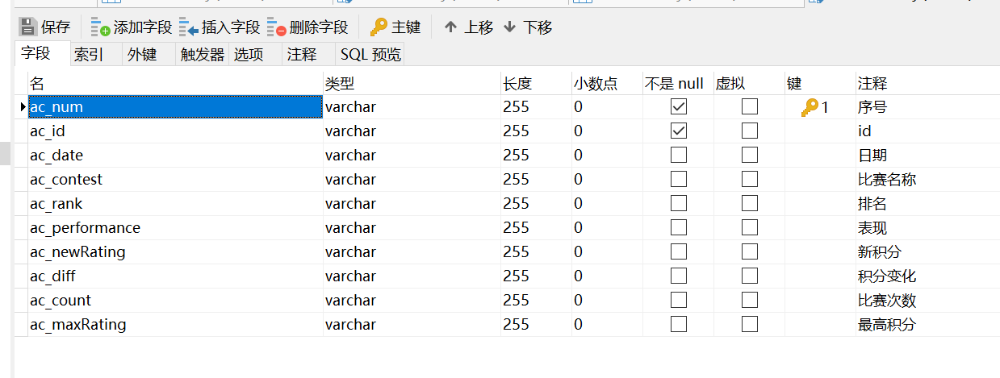 保存 添加字段 插入字段 删除字段 主键 上移 下移
字段 索引 外键 触发器 选项 注释 SQL 预览
名 类型 长度 小数点 不是 null 虚拟 键 注释
ac_num varchar 255 0 1 序号
ac_id varchar 255 0 id
ac_date varchar 255 0 日期
ac_contest varchar 255 0 比赛名称
ac_rank varchar 255 0 排名
ac_performance varchar 255 0 表现
ac_newRating varchar 255 0 新积分
ac_diff varchar 255 0 积分变化
ac_count varchar 255 0 比赛次数
ac_maxRating varchar 255 0 最高积分